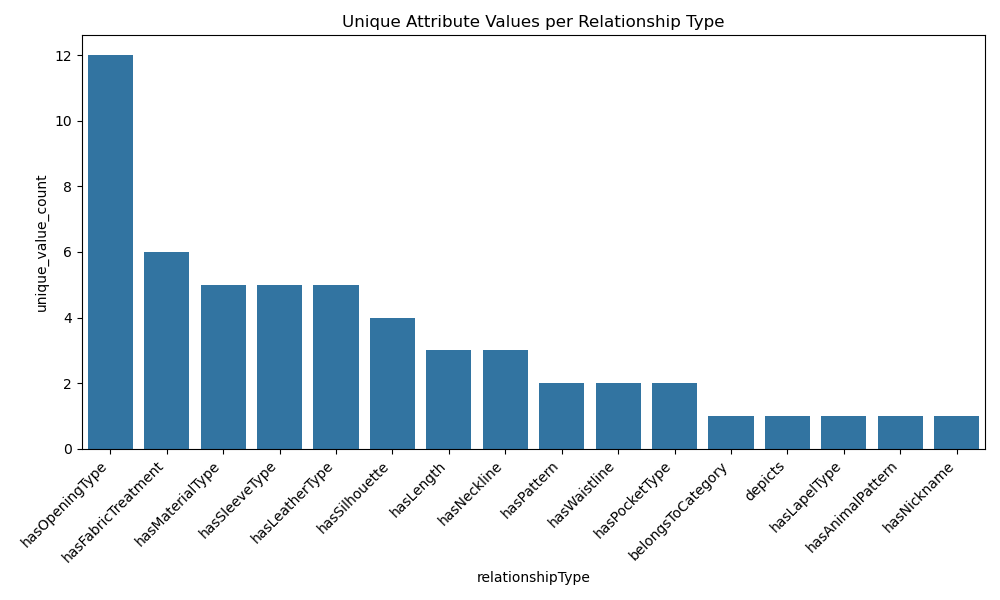 Unique Attribute Values per Relationship Type
unique_value_count
12
10
8
6
4
2
0
hasOpeningType
hasFabricTreatment
hasMaterialType
hasSleeveType
hasLeatherType
hasSilhouette
hasLength
hasNeckline
hasPattern
hasWaistline
hasPocketType
belongsToCategory
depicts
hasLapelType
hasAnimalPattern
hasNickname
relationshipType